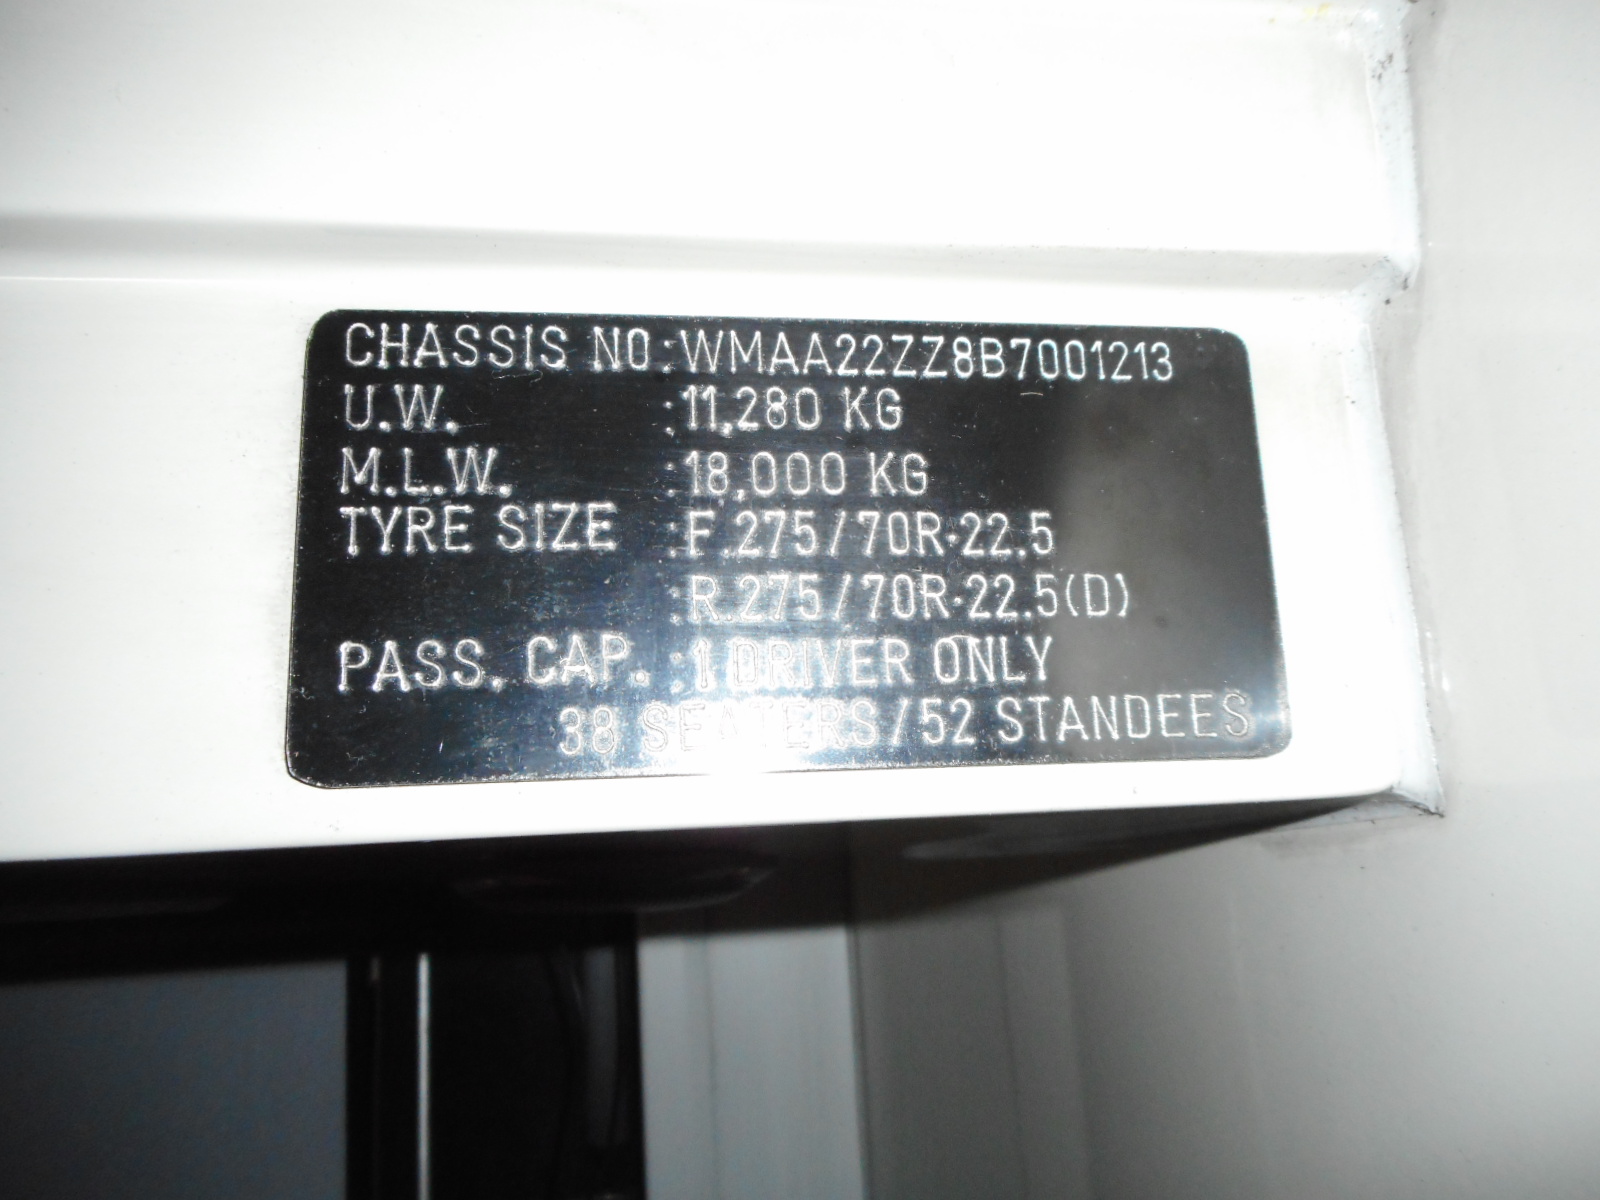 CHASSIS NO:WMAA22ZZ8B7001213
U.W. :11,280 KG
M.L.W. :18,000 KG
TYRE SIZE :F.275/70R·22.5
:R.275/70R·22.5(D)
PASS. CAP. :1 DRIVER ONLY
38 SEATERS/52 STANDEES